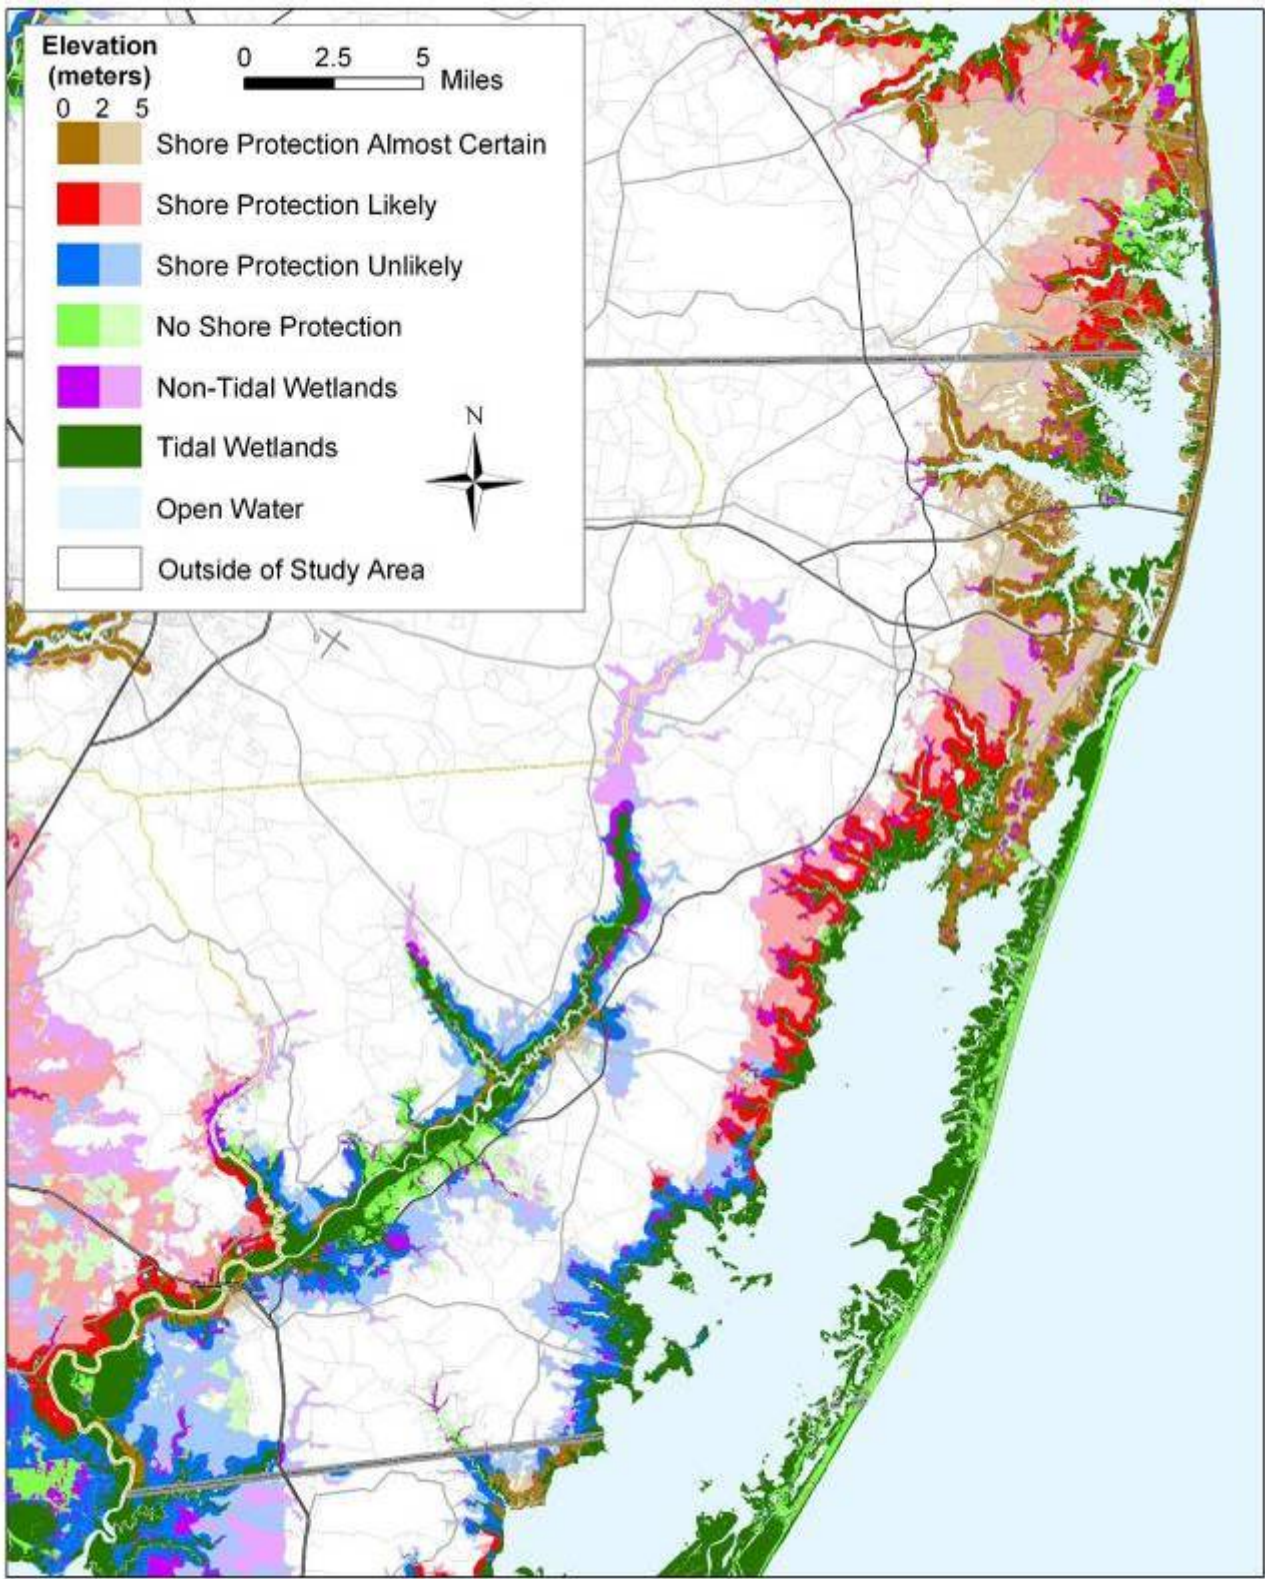 Elevation
(meters)
0 2 5
0 2.5 5
Miles
Shore Protection Almost Certain
Shore Protection Likely
Shore Protection Unlikely
No Shore Protection
Non-Tidal Wetlands
Tidal Wetlands
N
Open Water
Outside of Study Area